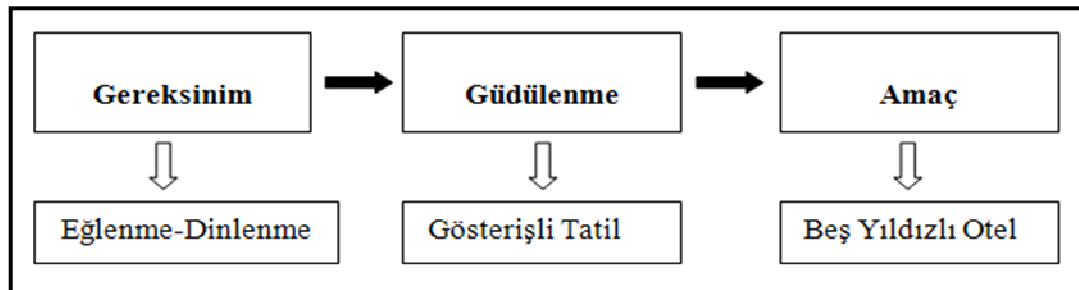 Gereksinim
Güdülenme
Amaç
Eğlenme-Dinlenme
Gösterişli Tatil
Beş Yıldızlı Otel